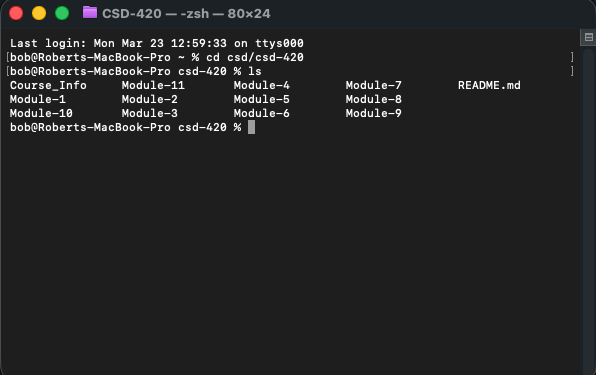 CSD-420 — -zsh — 80×24
Last login: Mon Mar 23 12:59:33 on ttys000
[bob@Roberts-MacBook-Pro ~ % cd csd/csd-420 ]
[bob@Roberts-MacBook-Pro csd-420 % ls ]
Course_Info Module-11 Module-4 Module-7 README.md
Module-1 Module-2 Module-5 Module-8
Module-10 Module-3 Module-6 Module-9
bob@Roberts-MacBook-Pro csd-420 %